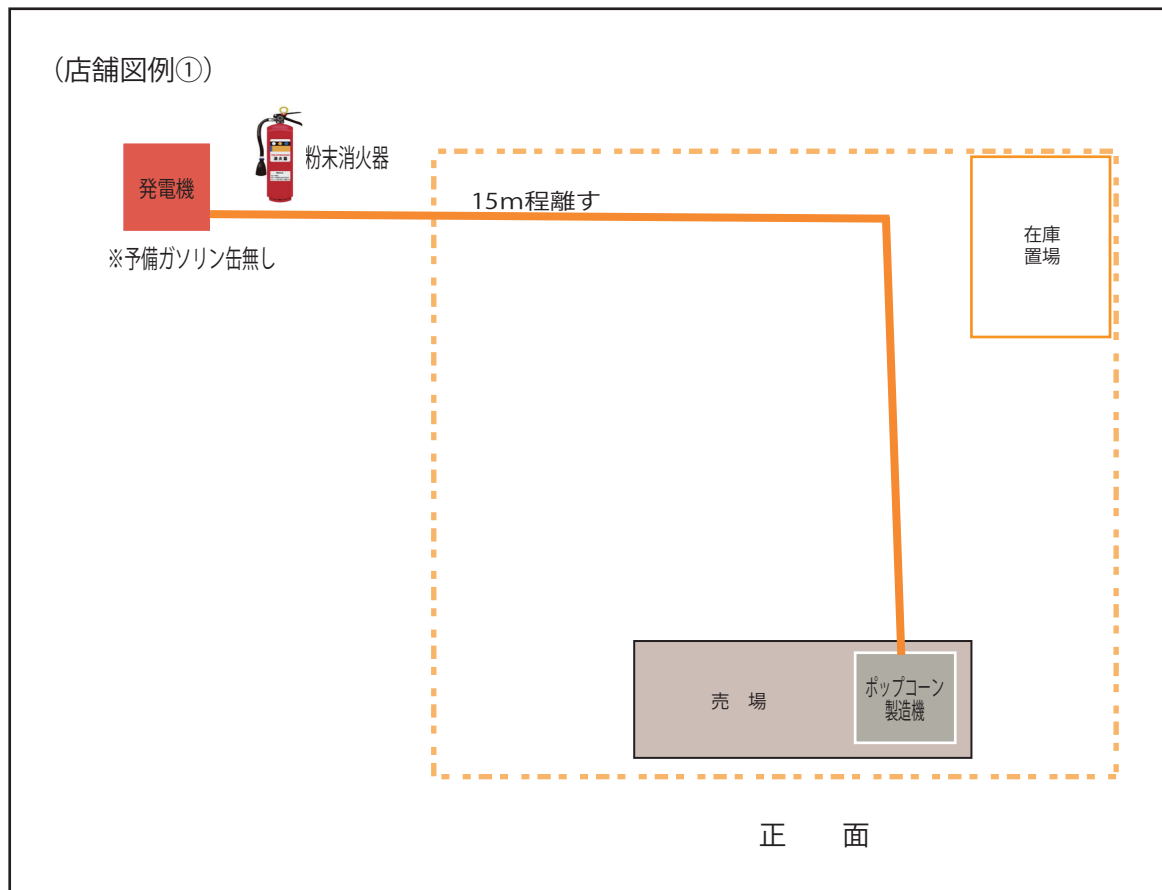 （店舗図例①）
粉末消火器
発電機
15m程離す
※予備ガソリン缶無し
在庫
置場
売　場
ポップコーン
製造機
正　　面